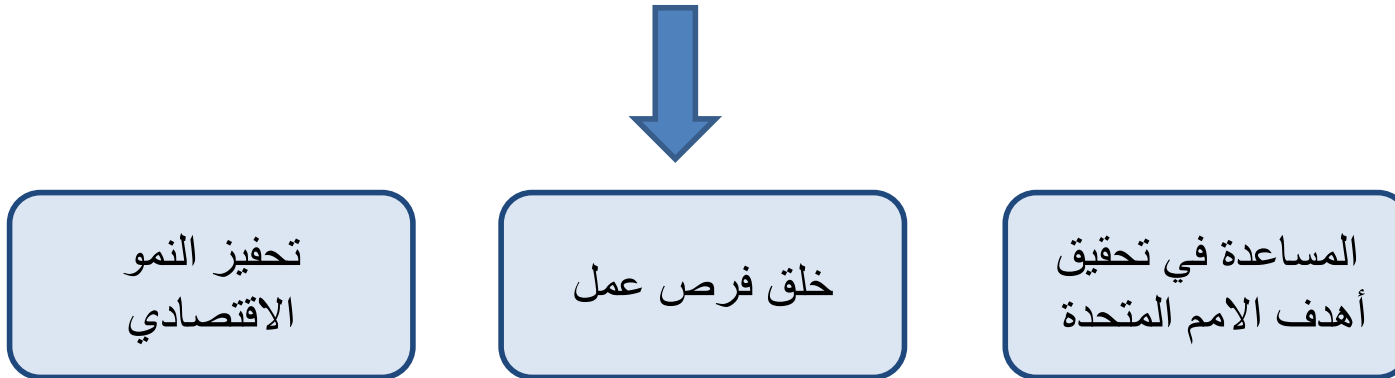 المساعدة في تحقيق
أهدف الامم المتحدة
خلق فرص عمل
تحفيز النمو
الاقتصادي